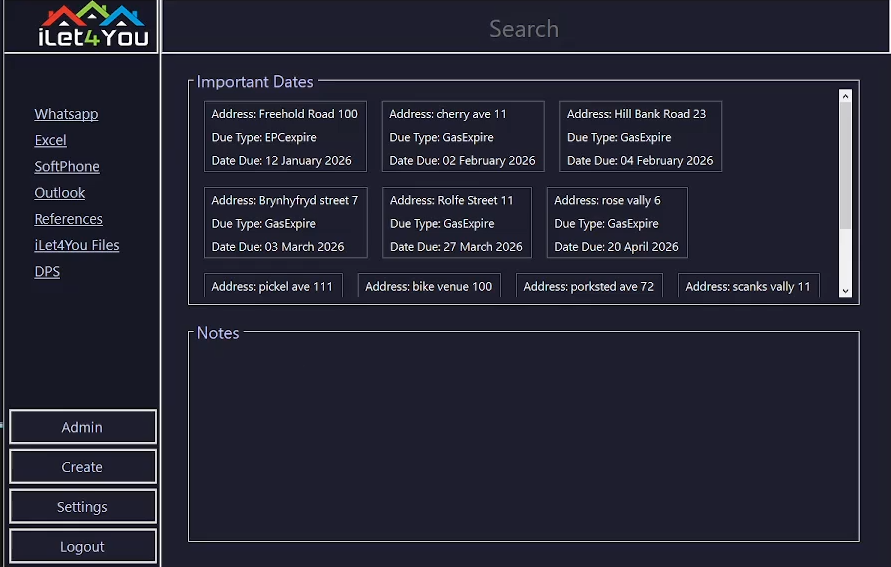 iLet4You
Search
Whatsapp
Excel
SoftPhone
Outlook
References
iLet4You Files
DPS
Admin
Create
Settings
Logout
Important Dates
Address: Freehold Road 100
Due Type: EPCexpire
Date Due: 12 January 2026
Address: cherry ave 11
Due Type: GasExpire
Date Due: 02 February 2026
Address: Hill Bank Road 23
Due Type: GasExpire
Date Due: 04 February 2026
Address: Brynhyfryd street 7
Due Type: GasExpire
Date Due: 03 March 2026
Address: Rolfe Street 11
Due Type: GasExpire
Date Due: 27 March 2026
Address: rose vally 6
Due Type: GasExpire
Date Due: 20 April 2026
Address: pickel ave 111
Address: bike venue 100
Address: porksted ave 72
Address: scanks vally 11
Notes